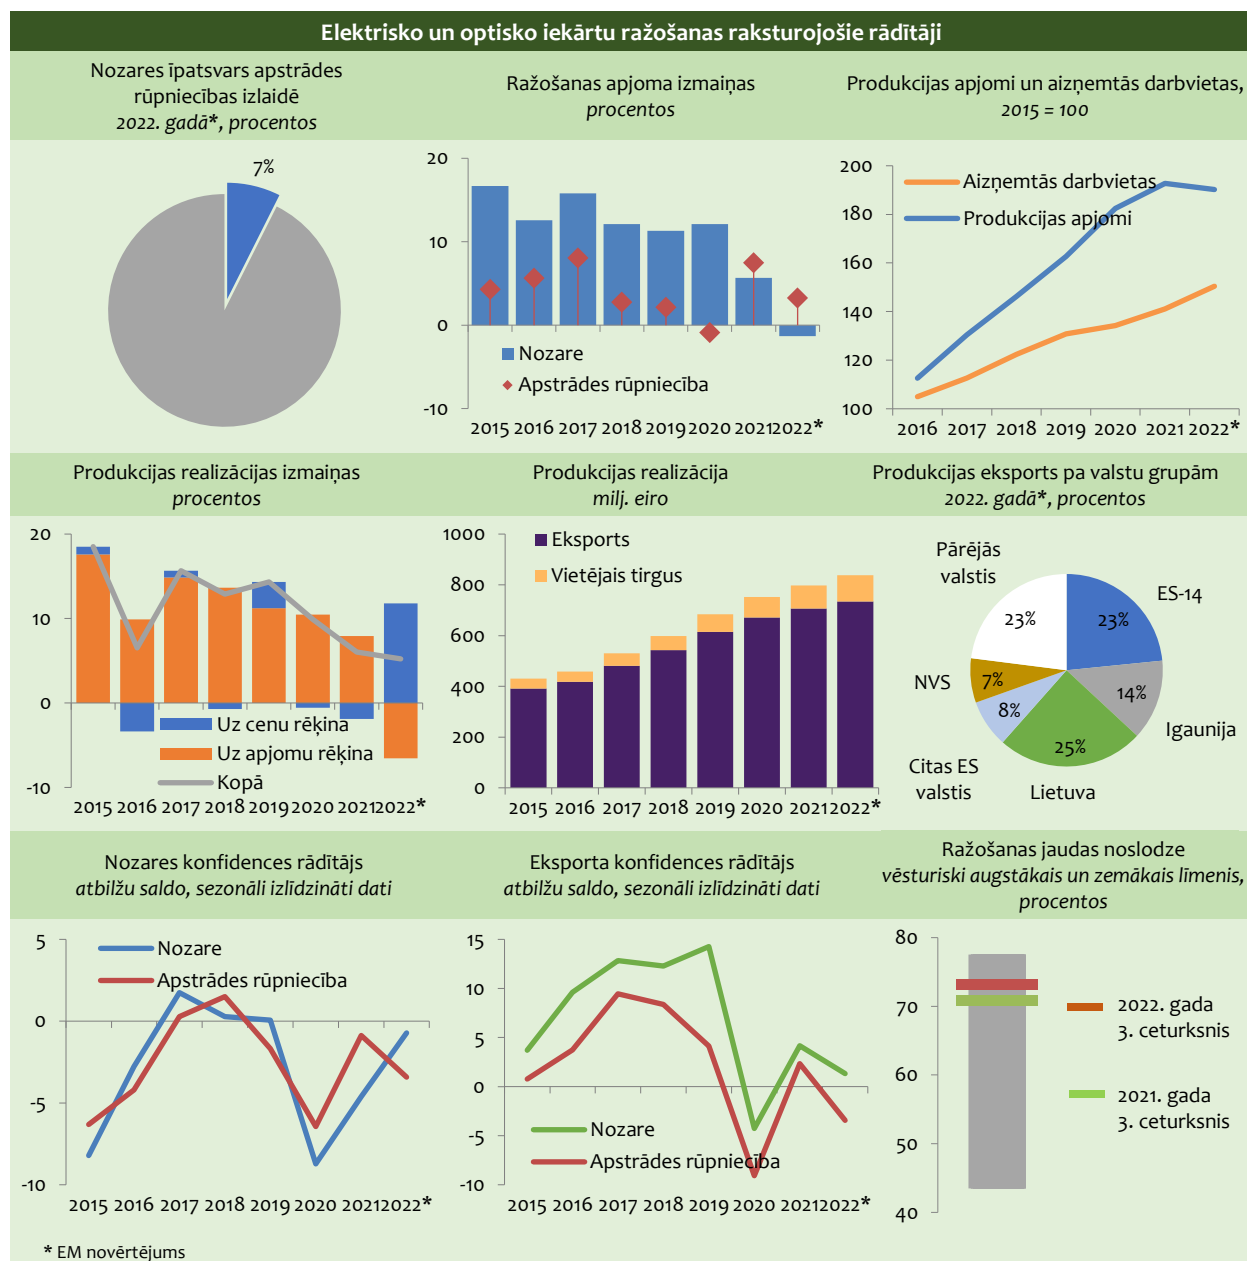 Elektrisko un optisko iekārtu ražošanas raksturojošie rādītāji
Nozares īpatsvars apstrādes
rūpniecības izlaidē
2022. gadā*, procentos
7%
Ražošanas apjoma izmaiņas
procentos
20
10
0
-10
Nozare
Apstrādes rūpniecība
2015 2016 2017 2018 2019 2020 2021 2022*
Produkcijas apjomi un aizņemtās darbvietas,
2015 = 100
200
180
160
140
120
100
Aizņemtās darbvietas
Produkcijas apjomi
2016 2017 2018 2019 2020 2021 2022*
Produkcijas realizācijas izmaiņas
procentos
20
10
0
-10
Uz cenu rēķina
Uz apjomu rēķina
Kopā
2015 2016 2017 2018 2019 2020 2021 2022*
Produkcijas realizācija
milj. eiro
1000
800
600
400
200
0
Eksports
Vietējais tirgus
2015 2016 2017 2018 2019 2020 2021 2022*
Produkcijas eksports pa valstu grupām
2022. gadā*, procentos
Pārējās
valstis
23%
ES-14
23%
NVS
7%
14%
Igaunija
8%
25%
Citas ES
valstis
Lietuva
Nozares konfidences rādītājs
atbilžu saldo, sezonāli izlīdzināti dati
5
0
-5
-10
Nozare
Apstrādes rūpniecība
2015 2016 2017 2018 2019 2020 2021 2022*
Eksporta konfidences rādītājs
atbilžu saldo, sezonāli izlīdzināti dati
15
10
5
0
-5
-10
Nozare
Apstrādes rūpniecība
2015 2016 2017 2018 2019 2020 2021 2022*
Ražošanas jaudas noslodze
vēsturiski augstākais un zemākais līmenis,
procentos
80
70
60
50
40
2022. gada
3. ceturksnis
2021. gada
3. ceturksnis
* EM novērtējums